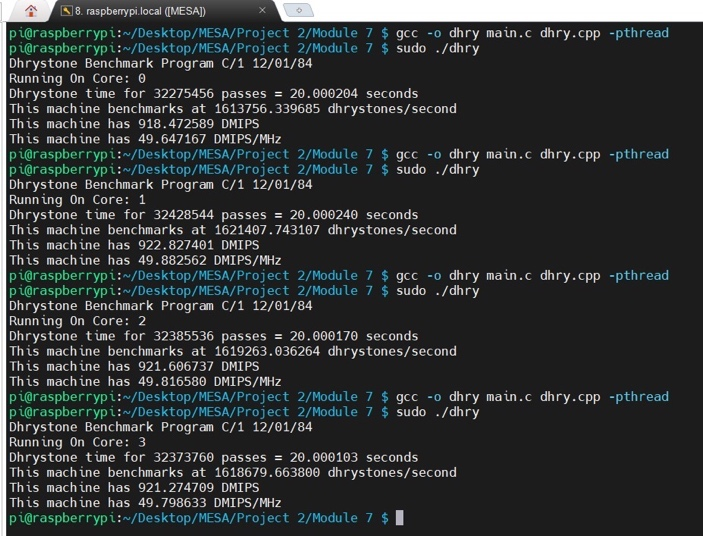 8. raspberrypi.local ([MESA])
pi@raspberrypi:~/Desktop/MESA/Project 2/Module 7 $ gcc -o dhry main.c dhry.cpp -pthread
pi@raspberrypi:~/Desktop/MESA/Project 2/Module 7 $ sudo ./dhry
Dhrystone Benchmark Program C/1 12/01/84
Running On Core: 0
Dhrystone time for 32275456 passes = 20.000204 seconds
This machine benchmarks at 1613756.339685 dhrystones/second
This machine has 918.472589 DMIPS
This machine has 49.647167 DMIPS/MHz
pi@raspberrypi:~/Desktop/MESA/Project 2/Module 7 $ gcc -o dhry main.c dhry.cpp -pthread
pi@raspberrypi:~/Desktop/MESA/Project 2/Module 7 $ sudo ./dhry
Dhrystone Benchmark Program C/1 12/01/84
Running On Core: 1
Dhrystone time for 32428544 passes = 20.000240 seconds
This machine benchmarks at 1621407.743107 dhrystones/second
This machine has 922.827401 DMIPS
This machine has 49.882562 DMIPS/MHz
pi@raspberrypi:~/Desktop/MESA/Project 2/Module 7 $ gcc -o dhry main.c dhry.cpp -pthread
pi@raspberrypi:~/Desktop/MESA/Project 2/Module 7 $ sudo ./dhry
Dhrystone Benchmark Program C/1 12/01/84
Running On Core: 2
Dhrystone time for 32385536 passes = 20.000170 seconds
This machine benchmarks at 1619263.036264 dhrystones/second
This machine has 921.606737 DMIPS
This machine has 49.816580 DMIPS/MHz
pi@raspberrypi:~/Desktop/MESA/Project 2/Module 7 $ gcc -o dhry main.c dhry.cpp -pthread
pi@raspberrypi:~/Desktop/MESA/Project 2/Module 7 $ sudo ./dhry
Dhrystone Benchmark Program C/1 12/01/84
Running On Core: 3
Dhrystone time for 32373760 passes = 20.000103 seconds
This machine benchmarks at 1618679.663800 dhrystones/second
This machine has 921.274709 DMIPS
This machine has 49.798633 DMIPS/MHz
pi@raspberrypi:~/Desktop/MESA/Project 2/Module 7 $